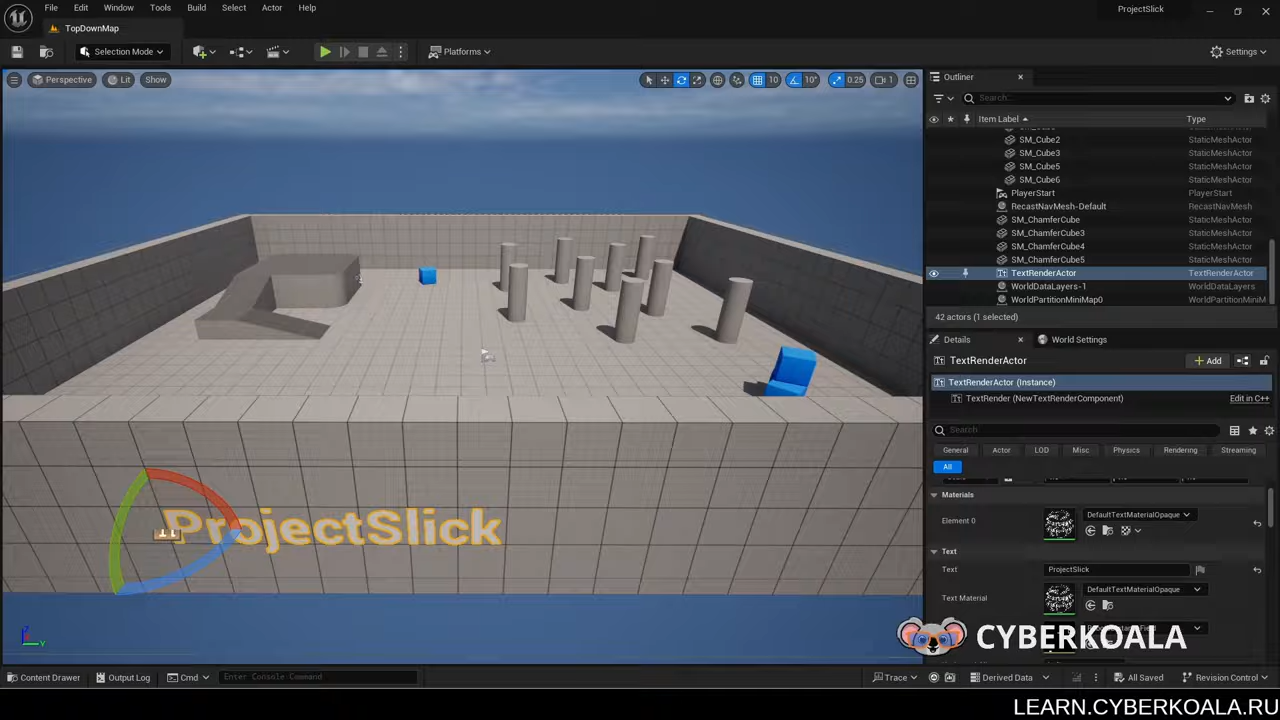 File Edit Window Tools Build Select Actor Help
ProjectSlick
TopDownMap
Selection Mode
Platforms
Settings
Perspective Lit Show
10 10° 0.25 1
Outliner
Search...
Item Label Type
SM_Cube2 StaticMeshActor
SM_Cube3 StaticMeshActor
SM_Cube5 StaticMeshActor
SM_Cube6 StaticMeshActor
PlayerStart PlayerStart
RecastNavMesh-Default RecastNavMesh
SM_ChamferCube StaticMeshActor
SM_ChamferCube3 StaticMeshActor
SM_ChamferCube4 StaticMeshActor
SM_ChamferCube5 StaticMeshActor
TextRenderActor TextRenderActor
WorldDataLayers-1 WorldDataLayers
WorldPartitionMiniMap0 WorldPartitionMiniM
42 actors (1 selected)
Details World Settings
TextRenderActor
Add
TextRenderActor (Instance)
TextRender (NewTextRenderComponent) Edit in C++
Search
General Actor LOD Misc Physics Rendering Streaming
All
Materials
Element 0 DefaultTextMaterialOpaque
Text
Text ProjectSlick
Text Material DefaultTextMaterialOpaque
ProjectSlick
CYBERKOALA
Content Drawer Output Log Cmd Enter Console Command
Trace Derived Data All Saved Revision Control
LEARN.CYBERKOALA.RU